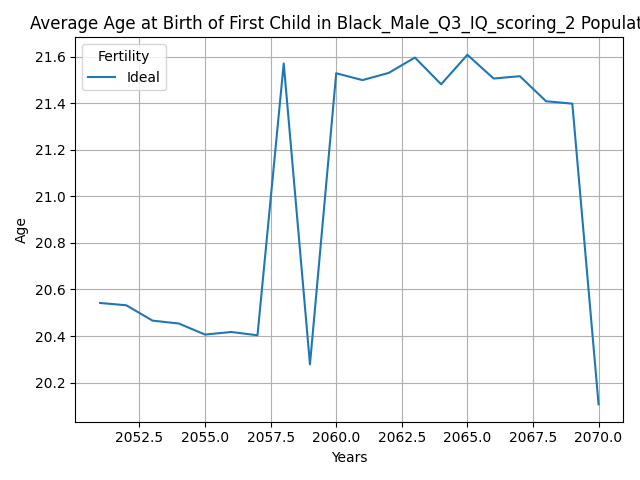 Average Age at Birth of First Child in Black_Male_Q3_IQ_scoring_2 Populat
Fertility
Ideal
21.6
21.4
21.2
21.0
20.8
20.6
20.4
20.2
Age
2052.5 2055.0 2057.5 2060.0 2062.5 2065.0 2067.5 2070.0
Years